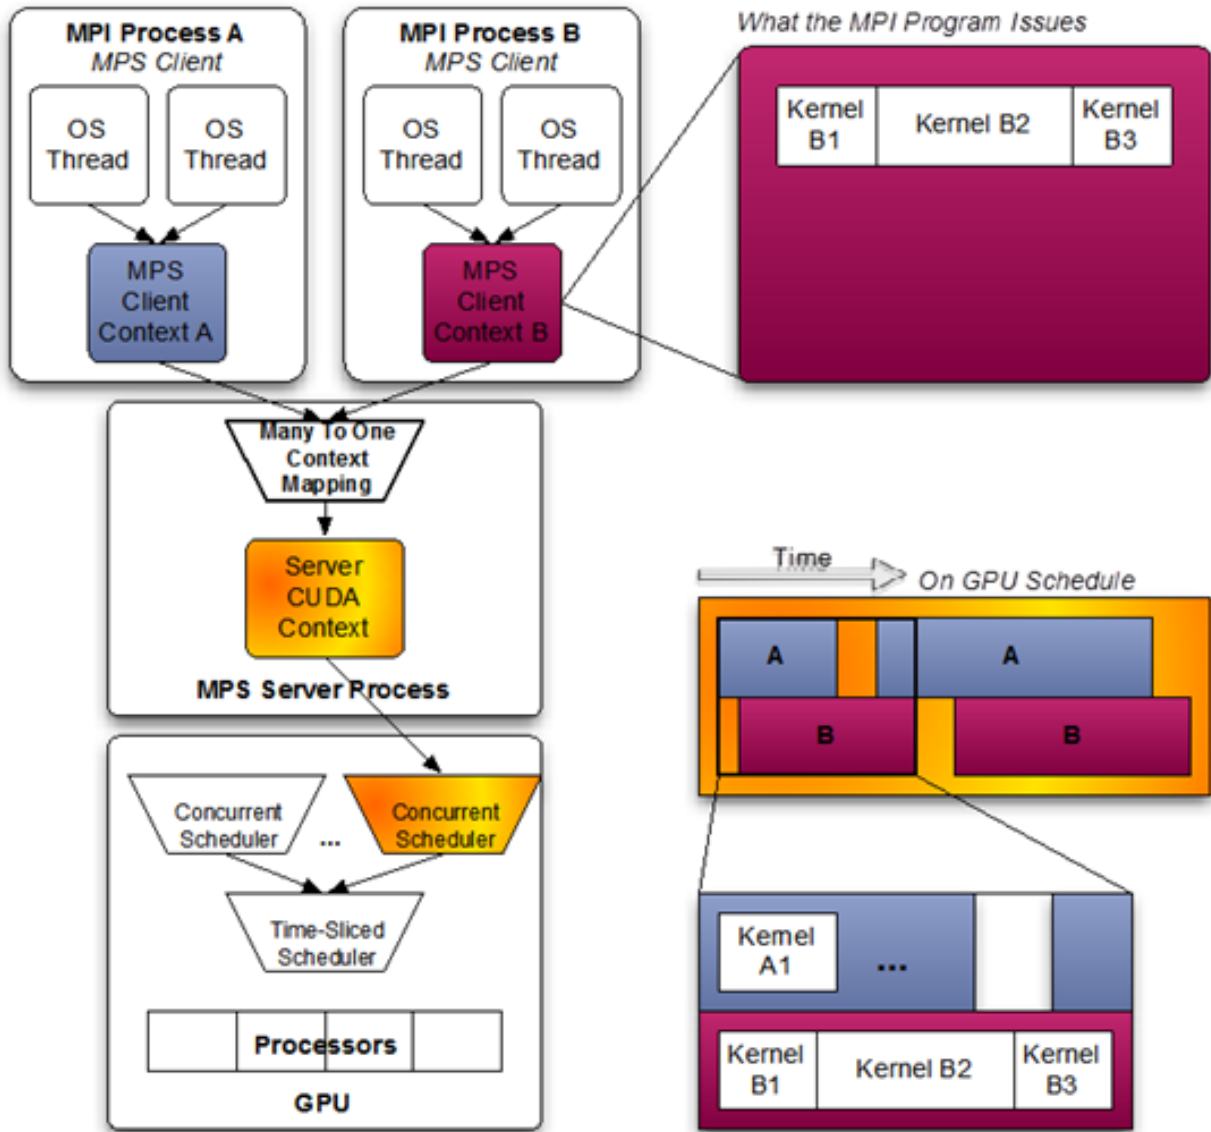 MPI Process A
MPS Client
OS
Thread
OS
Thread
MPS
Client
Context A
MPI Process B
MPS Client
OS
Thread
OS
Thread
MPS
Client
Context B
What the MPI Program Issues
Kernel
B1
Kernel B2
Kernel
B3
Many To One
Context
Mapping
Server
CUDA
Context
MPS Server Process
Concurrent
Scheduler
...
Concurrent
Scheduler
Time-Sliced
Scheduler
Processors
GPU
Time
On GPU Schedule
A
A
B
B
Kernel
A1
...
Kernel
B1
Kernel B2
Kernel
B3